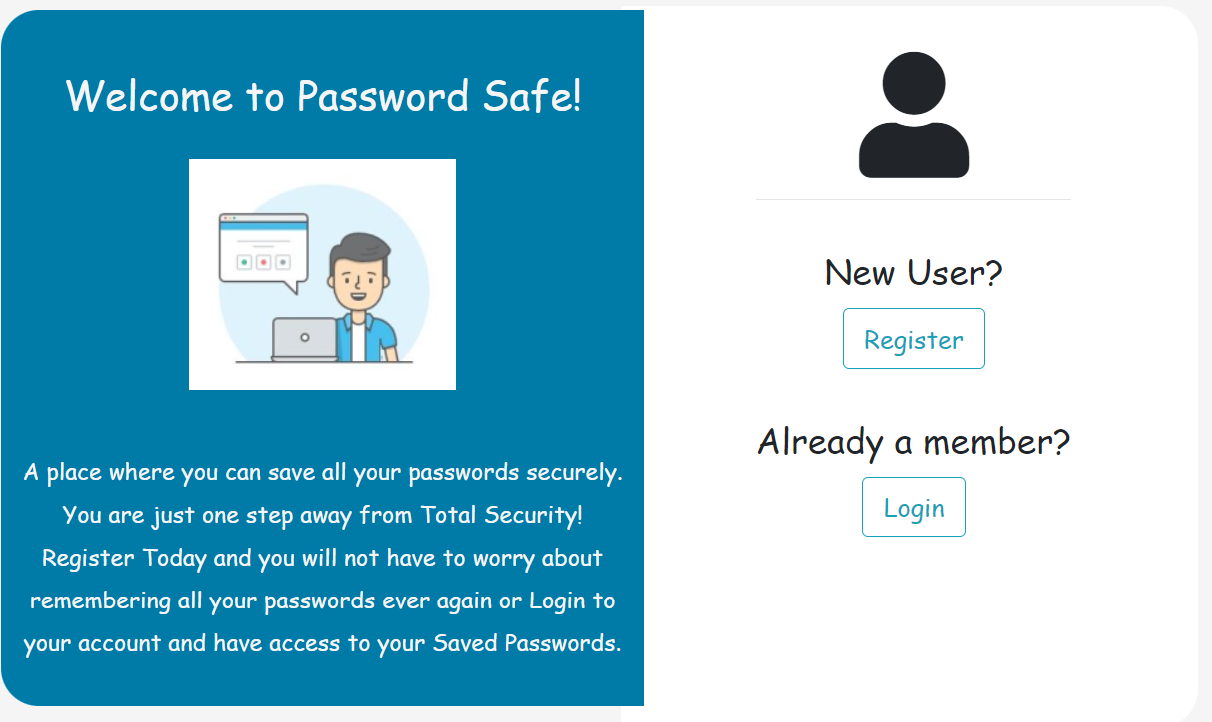 Welcome to Password Safe!
A place where you can save all your passwords securely.
You are just one step away from Total Security!
Register Today and you will not have to worry about
remembering all your passwords ever again or Login to
your account and have access to your Saved Passwords.
New User?
Register
Already a member?
Login